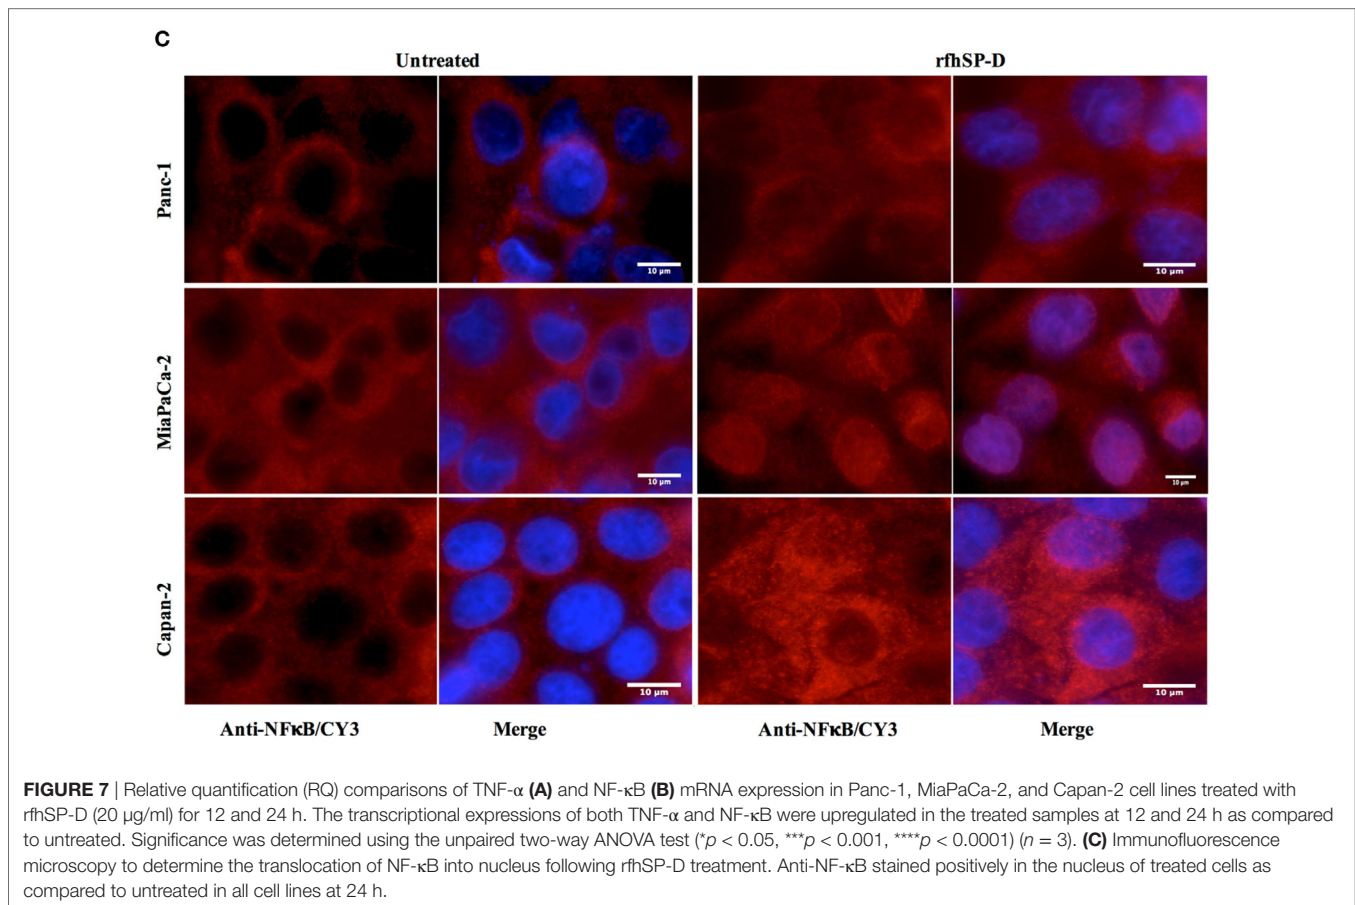 C
Untreated
rfhSP-D
Panc-1
10 µm
10 µm
MiaPaCa-2
10 µm
10 µm
Capan-2
10 µm
10 µm
Anti-NFκB/CY3
Merge
Anti-NFκB/CY3
Merge
FIGURE 7 | Relative quantification (RQ) comparisons of TNF-α (A) and NF-κB (B) mRNA expression in Panc-1, MiaPaCa-2, and Capan-2 cell lines treated with
rfhSP-D (20 µg/ml) for 12 and 24 h. The transcriptional expressions of both TNF-α and NF-κB were upregulated in the treated samples at 12 and 24 h as compared
to untreated. Significance was determined using the unpaired two-way ANOVA test (*p < 0.05, ***p < 0.001, ****p < 0.0001) (n = 3). (C) Immunofluorescence
microscopy to determine the translocation of NF-κB into nucleus following rfhSP-D treatment. Anti-NF-κB stained positively in the nucleus of treated cells as
compared to untreated in all cell lines at 24 h.